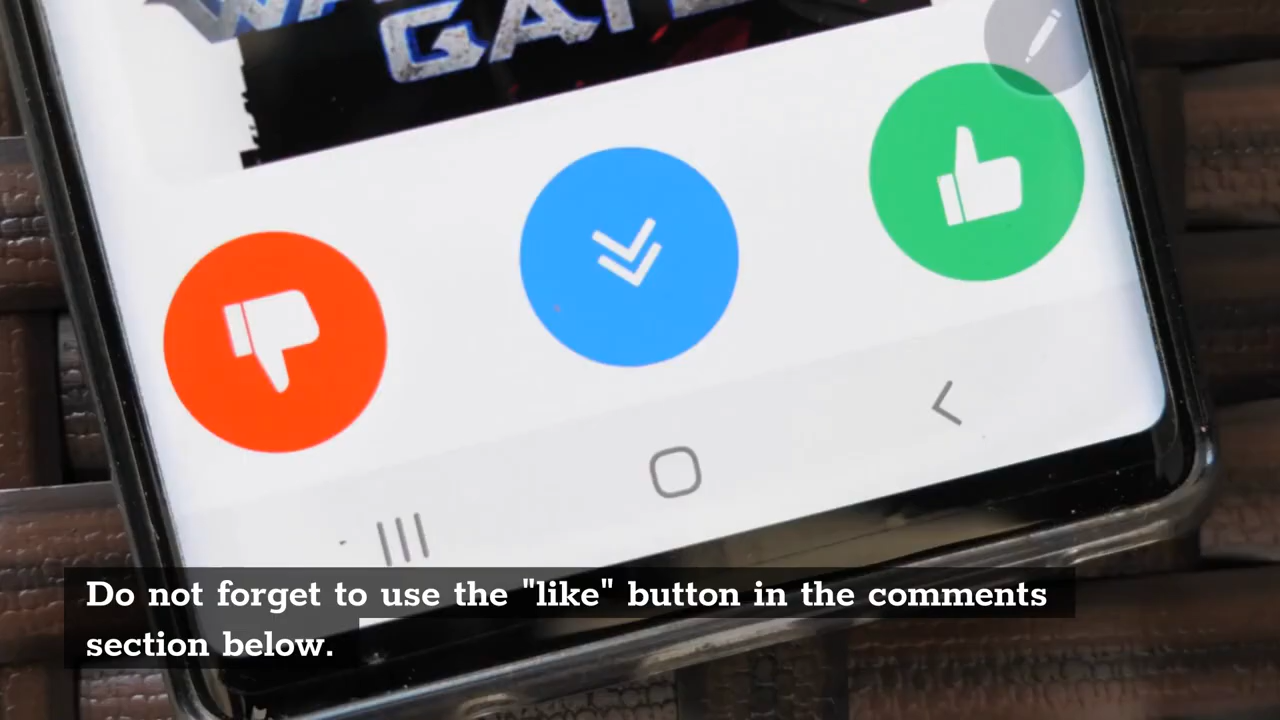 GATE
Do not forget to use the "like" button in the comments
section below.